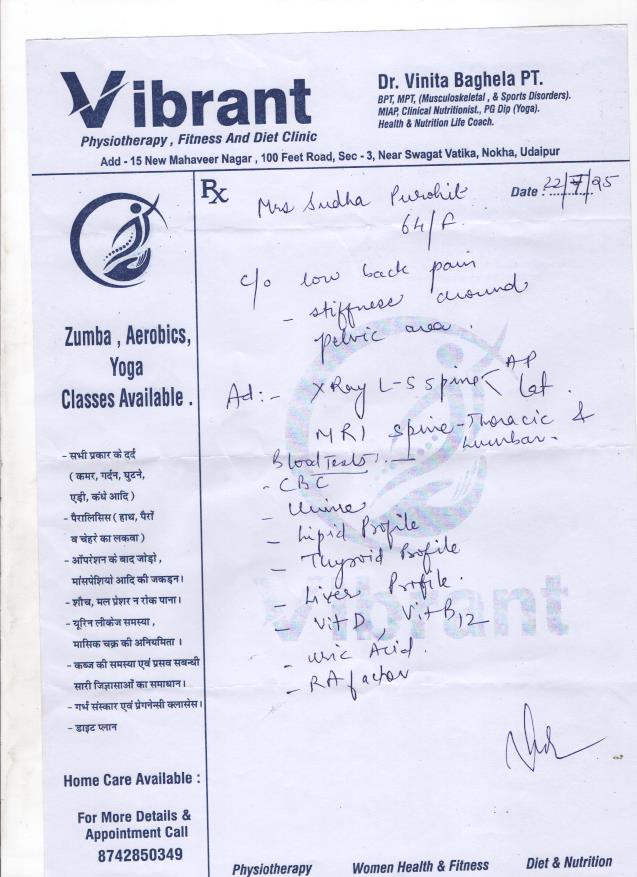 Vibrant
Physiotherapy , Fitness And Diet Clinic
Dr. Vinita Baghela PT.
BPT, MPT, (Musculoskeletal , & Sports Disorders).
MIAP, Clinical Nutritionist., PG Dip (Yoga).
Health & Nutrition Life Coach.
Add - 15 New Mahaveer Nagar , 100 Feet Road, Sec - 3, Near Swagat Vatika, Nokha, Udaipur
Rx
Mrs Sudha Purohit
Date : 22/7/25
64/F
c/o low back pain
- stiffness around
pelvic area.
Ad:- X Ray L-S spine < AP
Lat.
MRI spine - Thoracic &
Lumbar.
Blood Tests:-
- CBC
- Urine
- Lipid Profile
- Thyroid Profile
- Liver Profile.
- Vit D, Vit B12
- Uric Acid.
- RA factor
Zumba , Aerobics,
Yoga
Classes Available .
- सभी प्रकार के दर्द
( कमर, गर्दन, घुटने,
एड़ी, कंधे आदि )
- पैरालिसिस ( हाथ, पैरों
व चेहरे का लकवा )
- ऑपरेशन के बाद जोड़ो ,
मांसपेशियो आदि की जकड़न।
- शौच, मल प्रेशर न रोक पाना।
- यूरिन लीकेज समस्या ,
मासिक चक्र की अनियमिता ।
- कब्ज की समस्या एवं प्रसव सबन्धी
सारी जिज्ञासाओं का समाधान।
- गर्भ संस्कार एवं प्रेगनेन्सी क्लासेस।
- डाइट प्लान
Home Care Available :
For More Details &
Appointment Call
8742850349
Vibrant
Physiotherapy Women Health & Fitness Diet & Nutrition